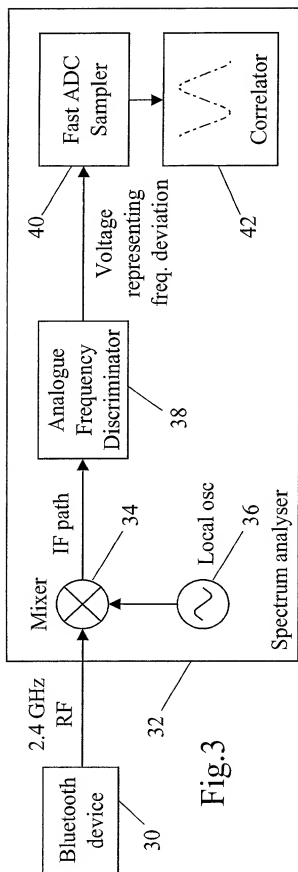 Bluetooth
device
30
2.4 GHz
RF
32
Mixer
34
IF path
Local osc
36
Analogue
Frequency
Discriminator
38
Voltage
representing
freq. deviation
Fast ADC
Sampler
40
Correlator
42
Spectrum analyser
Fig.3